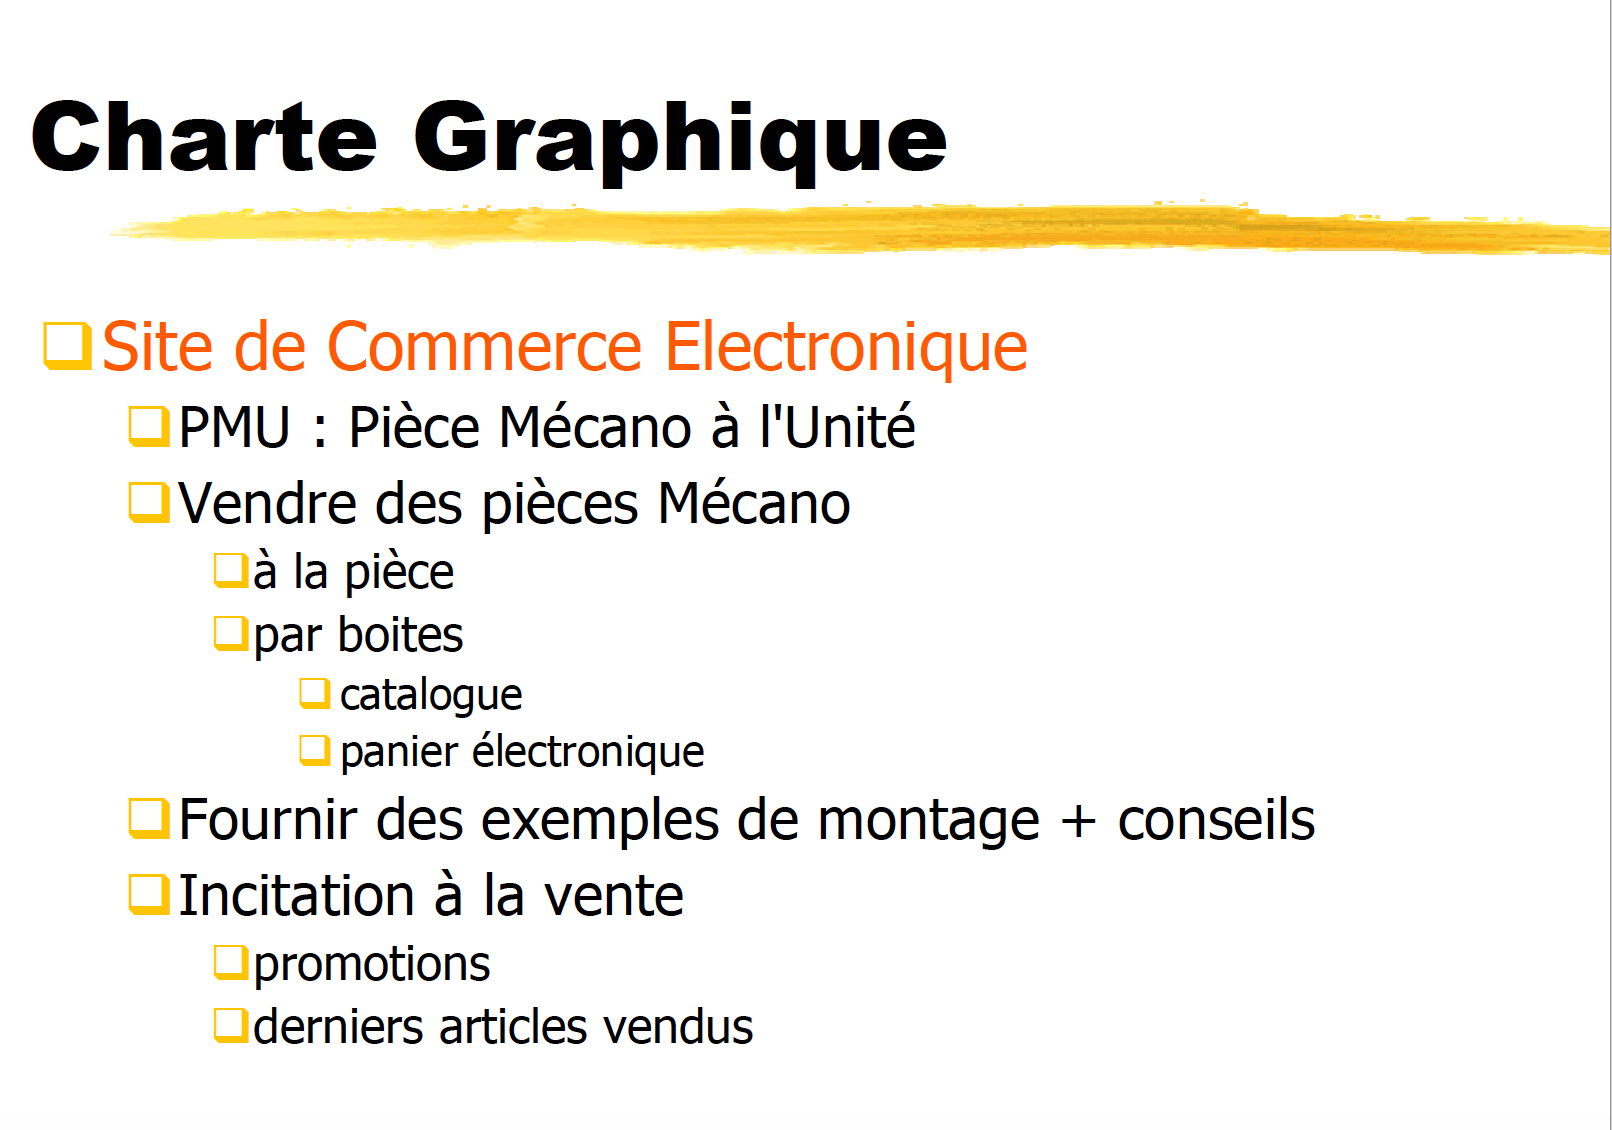 Charte Graphique
Site de Commerce Electronique
PMU : Pièce Mécano à l'Unité
Vendre des pièces Mécano
à la pièce
par boites
catalogue
panier électronique
Fournir des exemples de montage + conseils
Incitation à la vente
promotions
derniers articles vendus